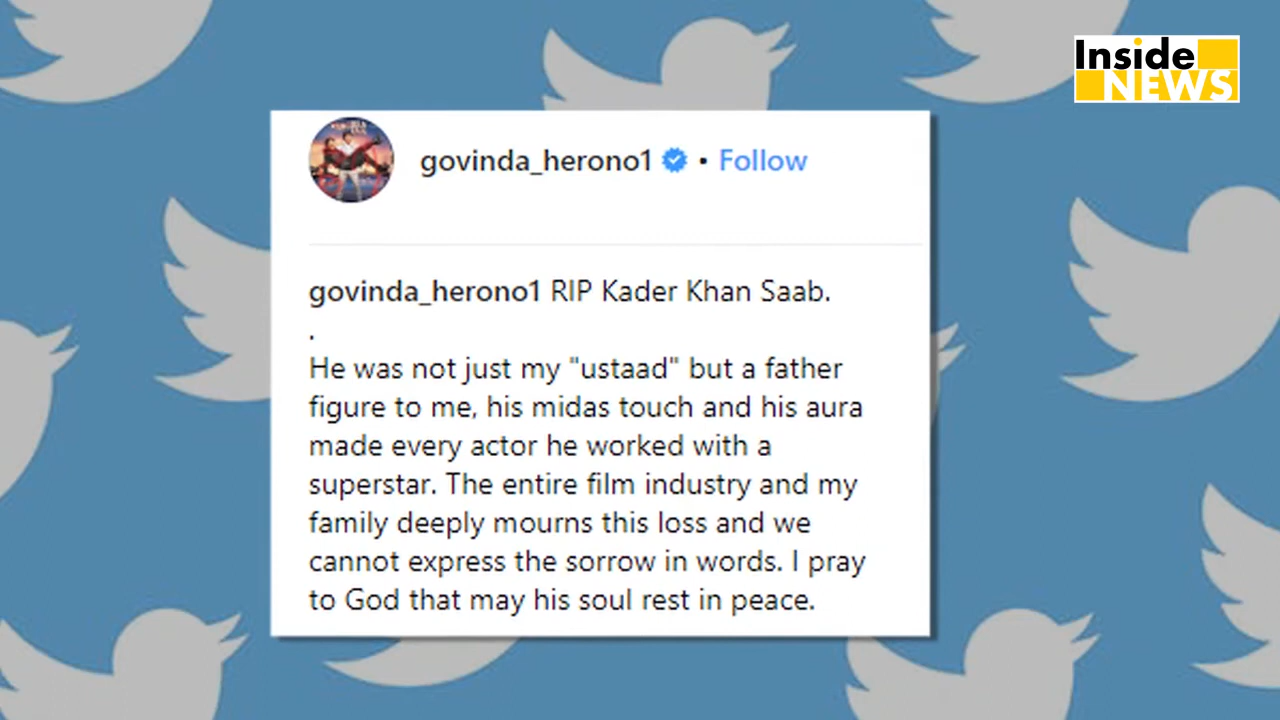 Inside
NEWS
govinda_herono1 • Follow
govinda_herono1 RIP Kader Khan Saab.
.
He was not just my "ustaad" but a father
figure to me, his midas touch and his aura
made every actor he worked with a
superstar. The entire film industry and my
family deeply mourns this loss and we
cannot express the sorrow in words. I pray
to God that may his soul rest in peace.